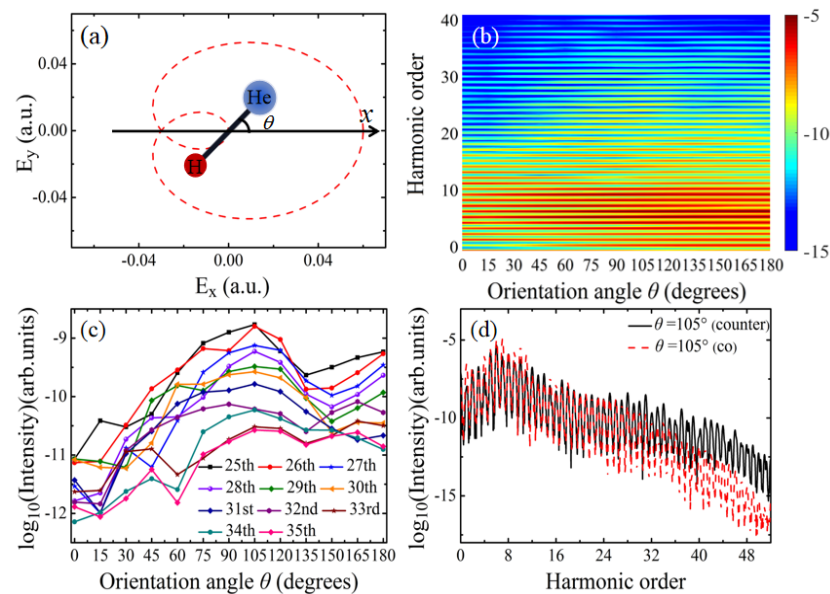 (a)
E_y (a.u.)
0.04
0.00
-0.04
He
H
θ
x
-0.04
0.00
0.04
E_x (a.u.)
(b)
Harmonic order
40
30
20
10
0
0 15 30 45 60 75 90 105 120 135 150 165 180
Orientation angle θ (degrees)
-5
-10
-15
(c)
log10(Intensity)(arb.units)
-9
-10
-11
-12
25th 26th 27th
28th 29th 30th
31st 32nd 33rd
34th 35th
0 15 30 45 60 75 90 105 120 135 150 165 180
Orientation angle θ (degrees)
(d)
θ =105° (counter)
θ =105° (co)
log10(Intensity)(arb.units)
-5
-10
-15
0 8 16 24 32 40 48
Harmonic order